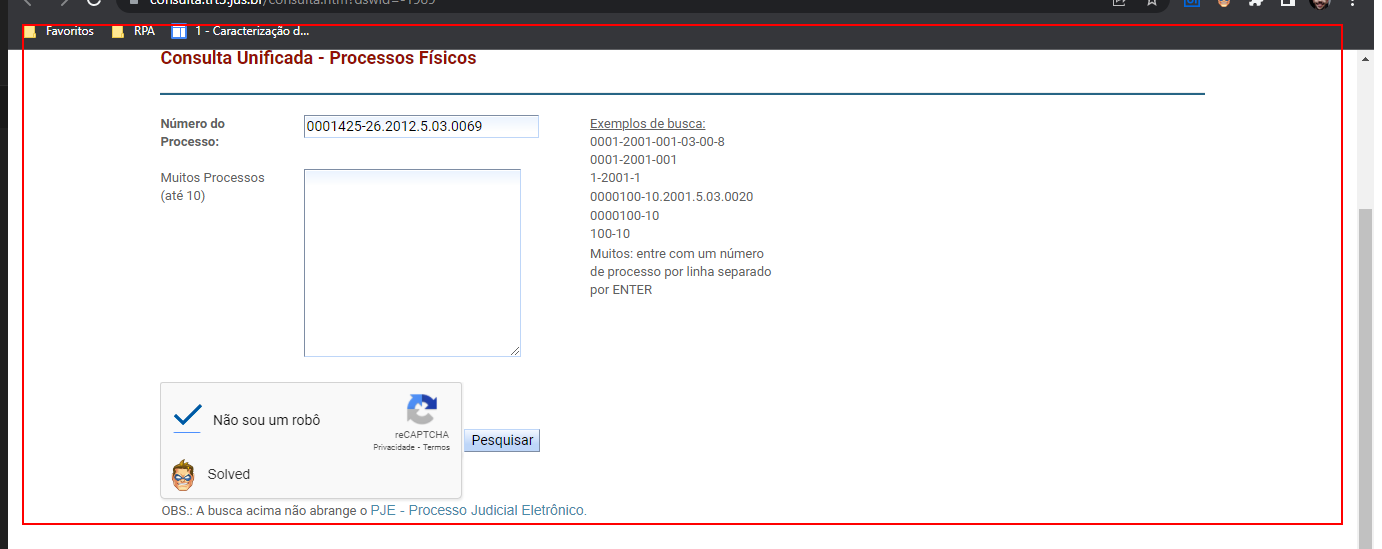 Favoritos
RPA
1 - Caracterização d...
Consulta Unificada - Processos Físicos
Número do
Processo:
0001425-26.2012.5.03.0069
Exemplos de busca:
0001-2001-001-03-00-8
0001-2001-001
1-2001-1
0000100-10.2001.5.03.0020
0000100-10
100-10
Muitos: entre com um número
de processo por linha separado
por ENTER
Muitos Processos
(até 10)
Não sou um robô
reCAPTCHA
Privacidade - Termos
Solved
Pesquisar
OBS.: A busca acima não abrange o PJE - Processo Judicial Eletrônico.